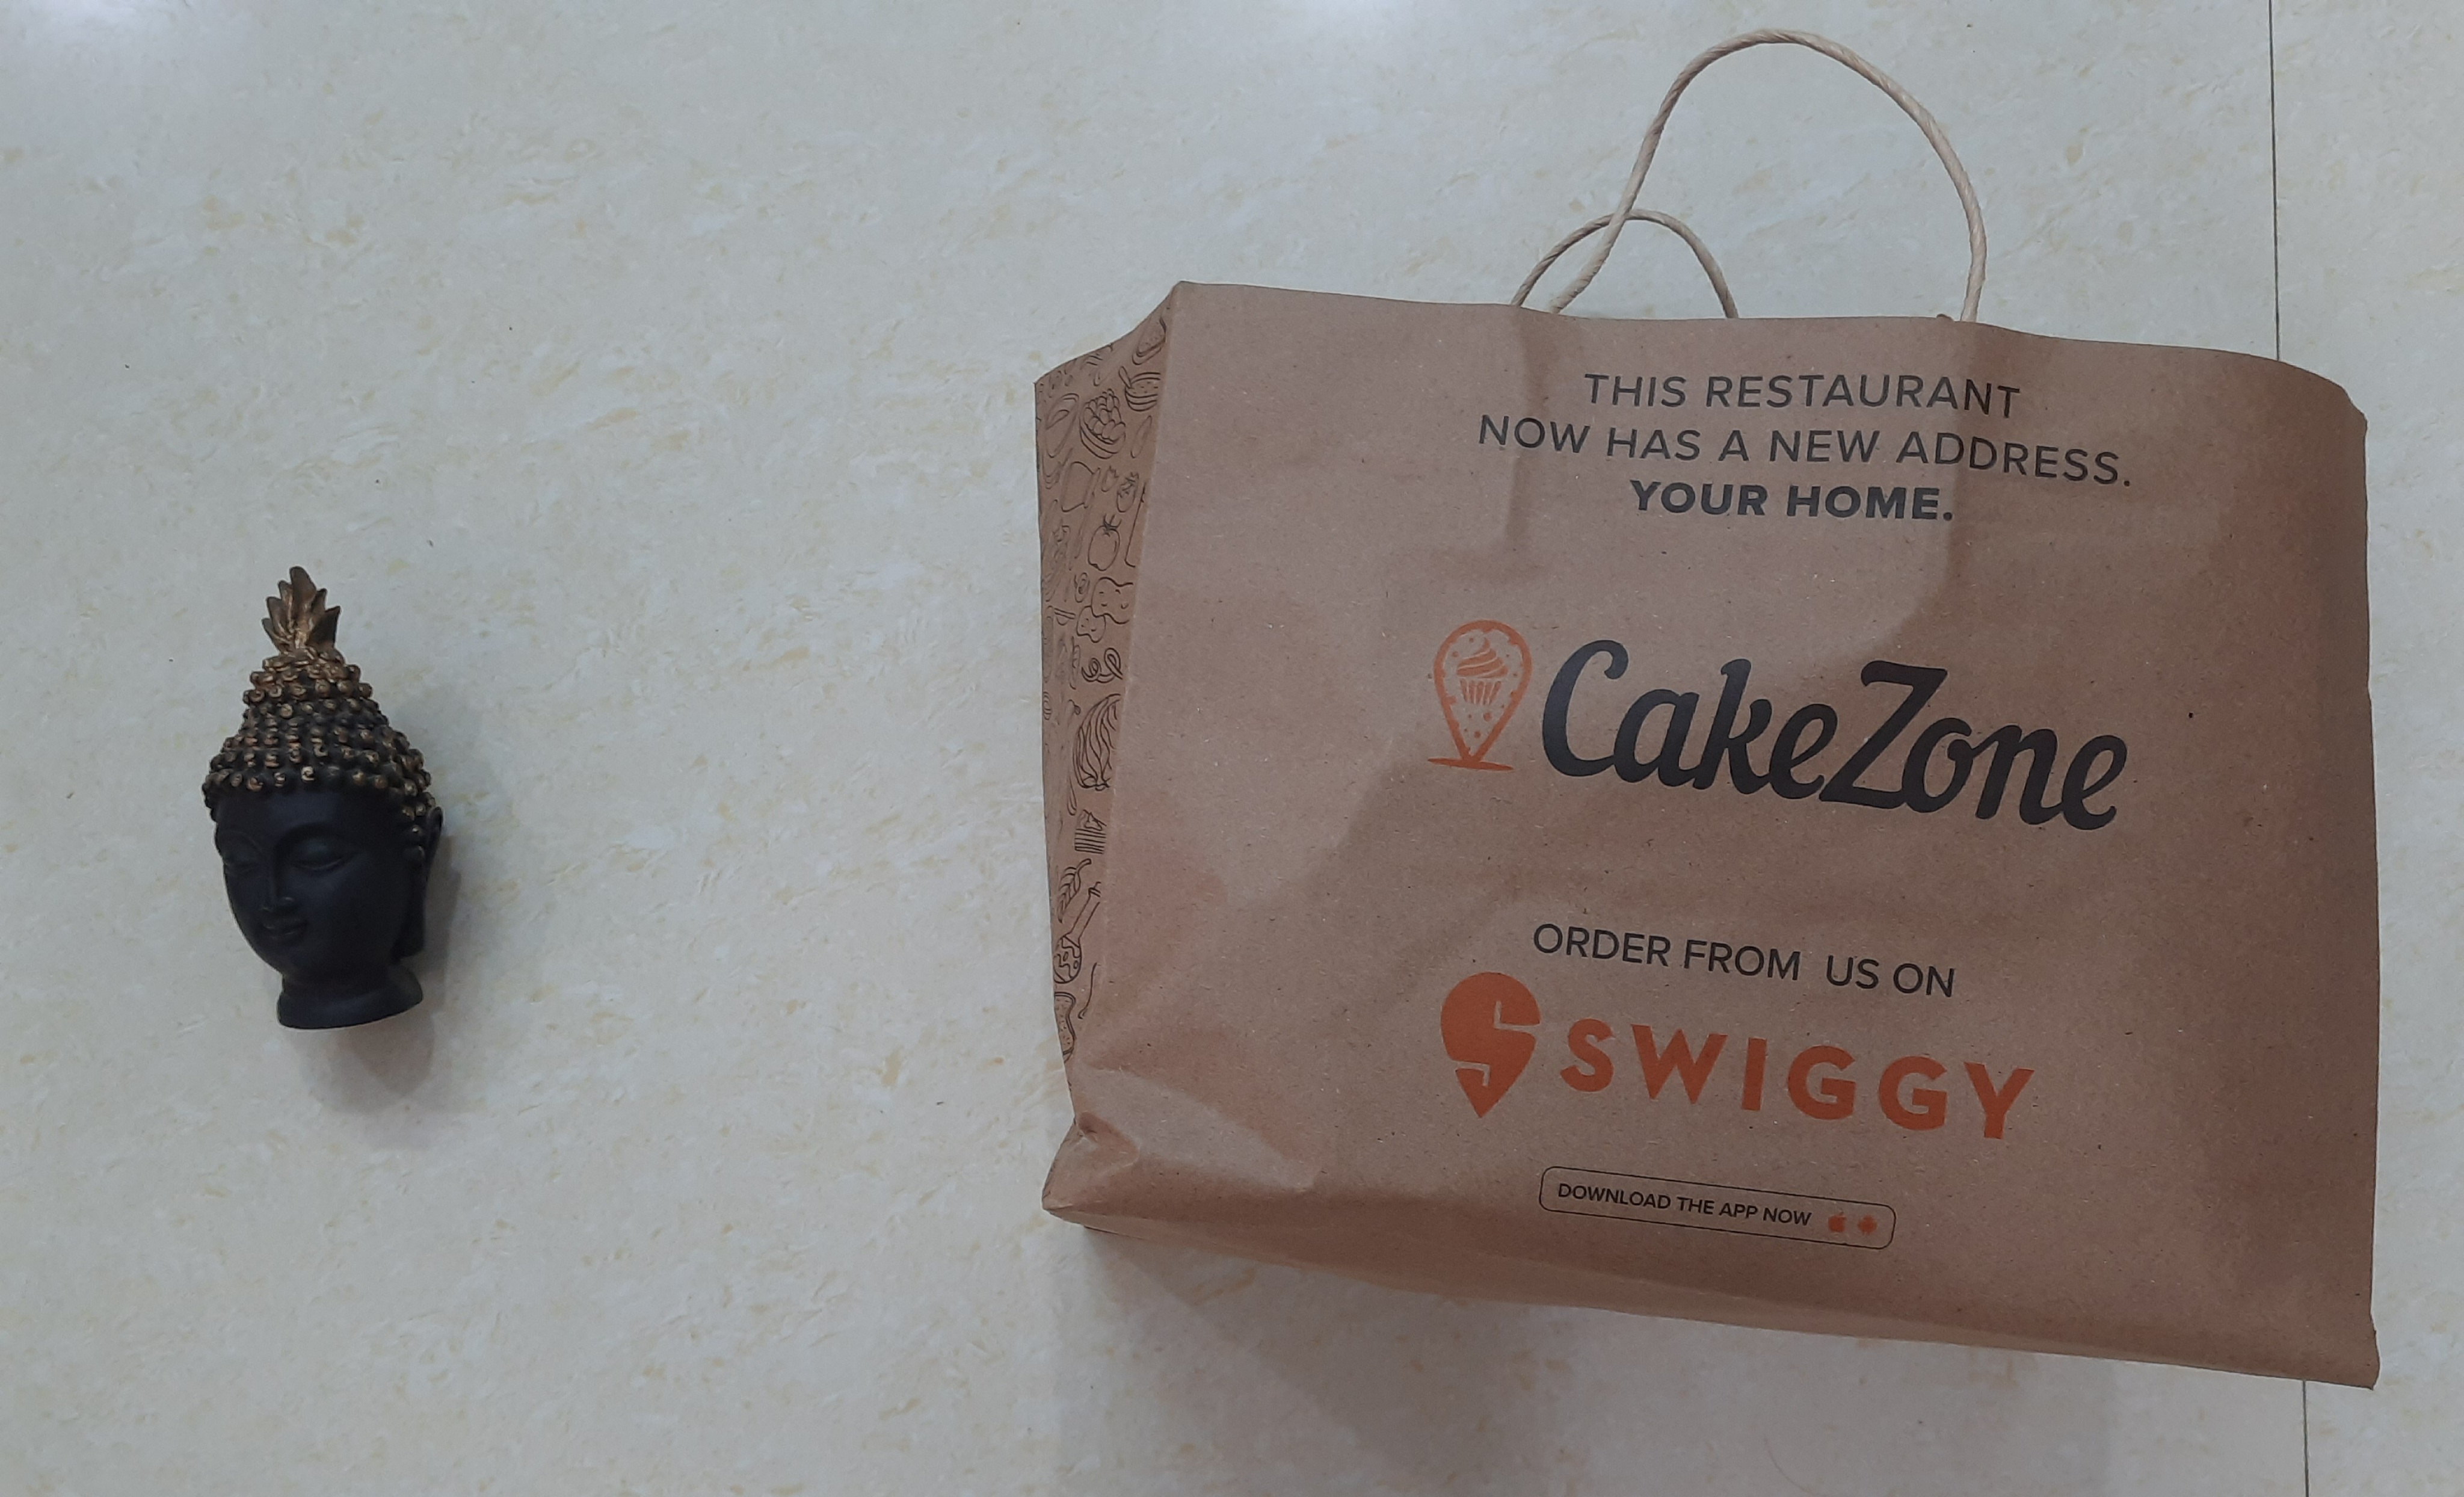 THIS RESTAURANT
NOW HAS A NEW ADDRESS.
YOUR HOME.
CakeZone
ORDER FROM US ON
SWIGGY
DOWNLOAD THE APP NOW